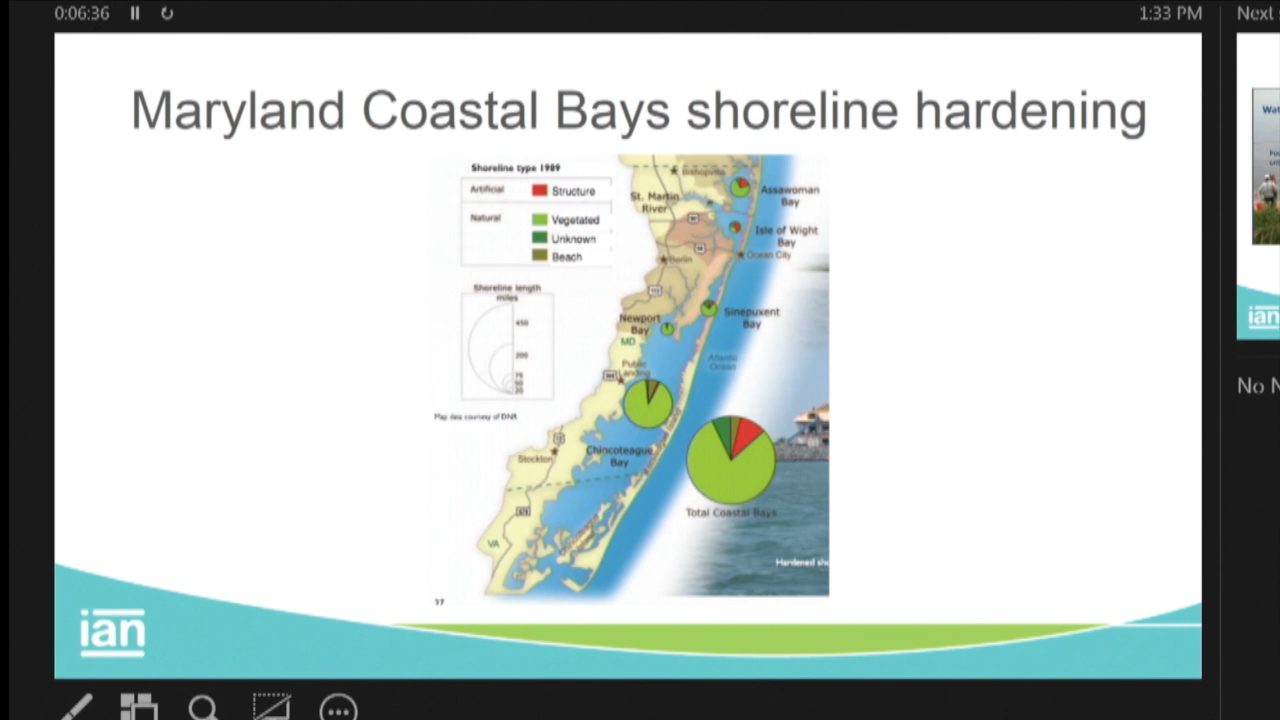 0:06:36
1:33 PM
Next
Maryland Coastal Bays shoreline hardening
Shoreline type 1989
Artificial
Structure
Natural
Vegetated
Unknown
Beach
Shoreline length
miles
450
200
75
Map data courtesy of DNR
Bishopville
St. Martin
River
Assawoman
Bay
Isle of Wight
Bay
Ocean City
Berlin
Newport
Bay
Sinepuxent
Bay
MD
Public
Landing
Atlantic
Ocean
Chincoteague
Bay
Stockton
VA
Total Coastal Bays
Hardened sho
37
ian
Wat
ian
No N